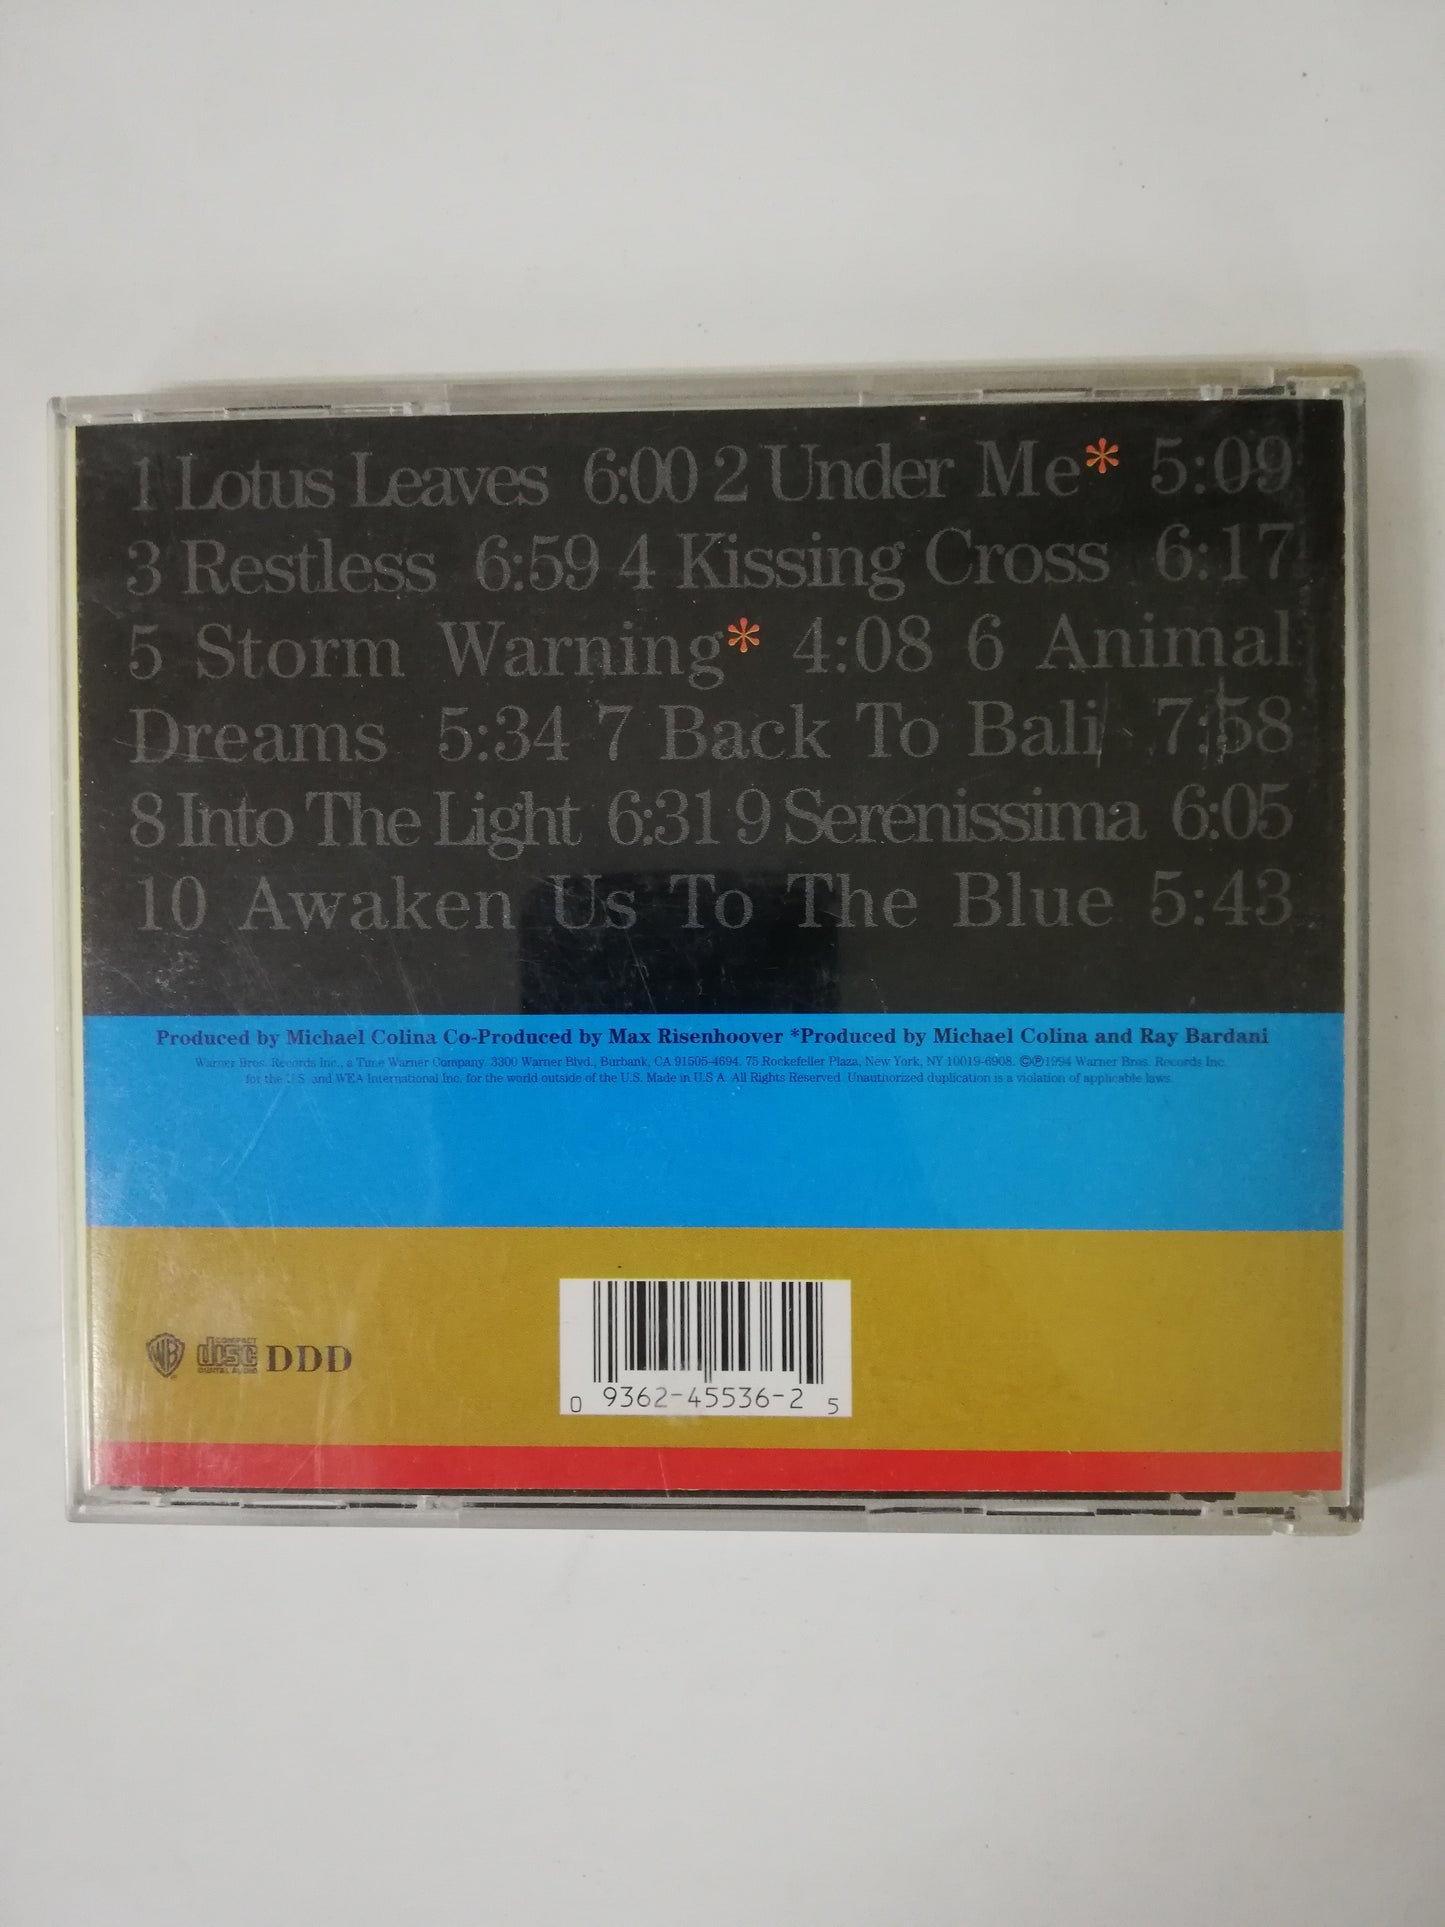 1 Lotus Leaves 6:00 2 Under Me* 5:09
3 Restless 6:59 4 Kissing Cross 6:17
5 Storm Warning* 4:08 6 Animal
Dreams 5:34 7 Back To Bali 7:58
8 Into The Light 6:31 9 Serenissima 6:05
10 Awaken Us To The Blue 5:43
Produced by Michael Colina Co-Produced by Max Risenhoover *Produced by Michael Colina and Ray Bardani
Warner Bros. Records Inc., a Time Warner Company. 3300 Warner Blvd., Burbank, CA 91505-4694. 75 Rockefeller Plaza, New York, NY 10019-6908. ©℗1994 Warner Bros. Records Inc.
for the U.S. and WEA International Inc. for the world outside of the U.S. Made in U.S.A. All Rights Reserved. Unauthorized duplication is a violation of applicable laws.
WB COMPACT disc DIGITAL AUDIO DDD
0 9362-45536-2 5